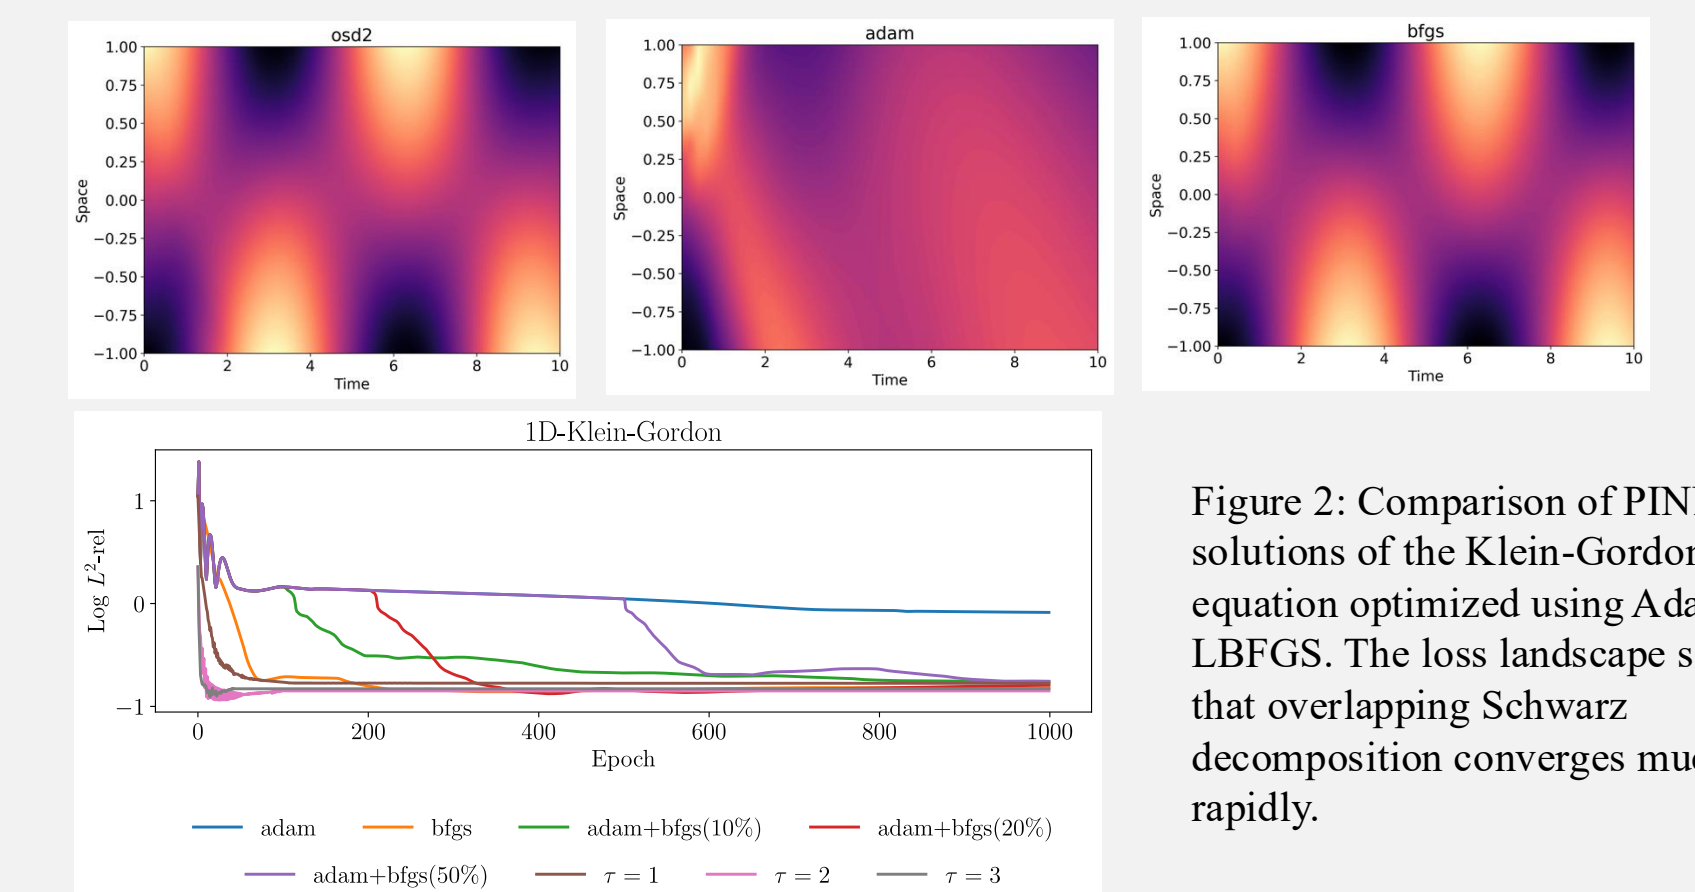 osd2
1.00
0.75
0.50
0.25
0.00
−0.25
−0.50
−0.75
−1.00
Space
0 2 4 6 8 10
Time
adam
1.00
0.75
0.50
0.25
0.00
−0.25
−0.50
−0.75
−1.00
Space
0 2 4 6 8 10
Time
bfgs
1.00
0.75
0.50
0.25
0.00
−0.25
−0.50
−0.75
−1.00
Space
0 2 4 6 8 10
Time
1D-Klein-Gordon
1
0
−1
Log L²-rel
0 200 400 600 800 1000
Epoch
adam bfgs adam+bfgs(10%) adam+bfgs(20%)
adam+bfgs(50%) τ = 1 τ = 2 τ = 3
Figure 2: Comparison of
solutions of the Klein-Gordon
equation optimized using
LBFGS. The loss landscape
that overlapping Schwarz
decomposition converges
rapidly.